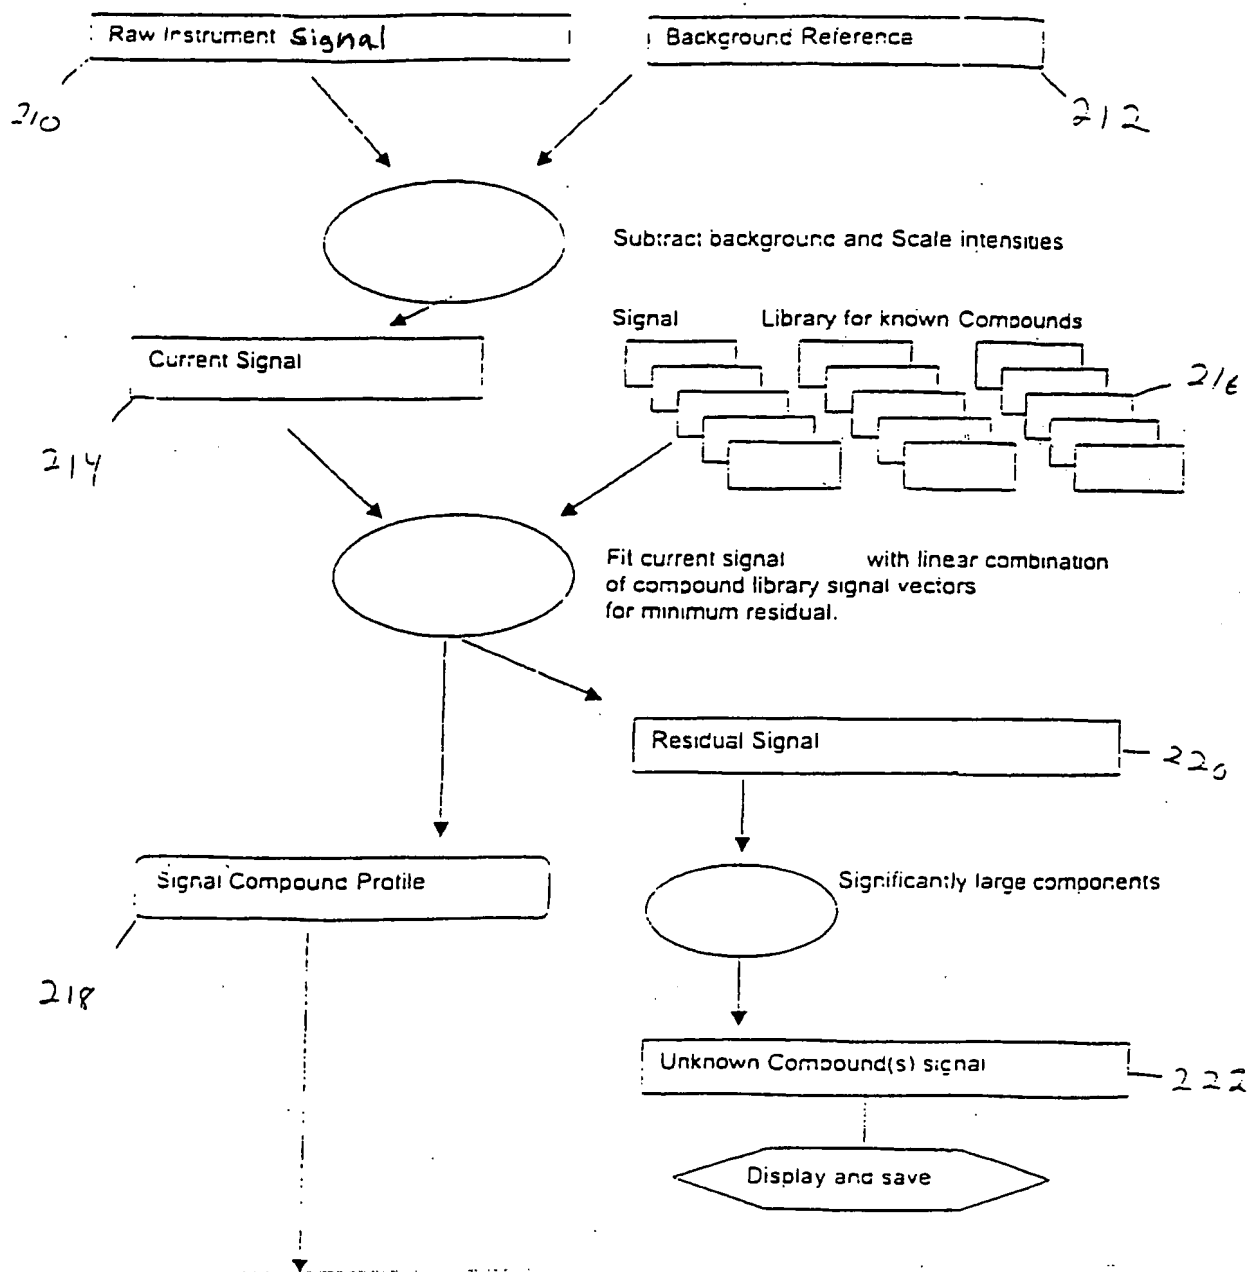 Raw Instrument Signal
Background Reference
210
212
Subtract background and Scale intensities
Signal Library for known Compounds
Current Signal
216
214
Fit current signal with linear combination
of compound library signal vectors
for minimum residual.
Residual Signal
220
Signal Compound Profile
Significantly large components
218
Unknown Compound(s) signal
222
Display and save